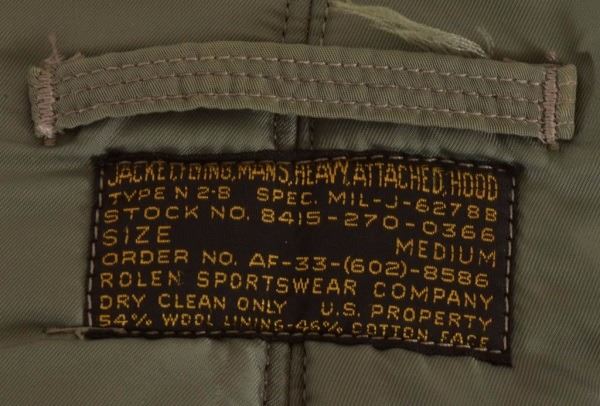 JACKET, FLYING, MAN'S, HEAVY, ATTACHED, HOOD
TYPE N 2-B SPEC. MIL-J-6278B
STOCK NO. 8415-270-0366
SIZE MEDIUM
ORDER NO. AF-33-(602)-8586
ROLEN SPORTSWEAR COMPANY
DRY CLEAN ONLY U.S. PROPERTY
54% WOOL LINING-46% COTTON FACE